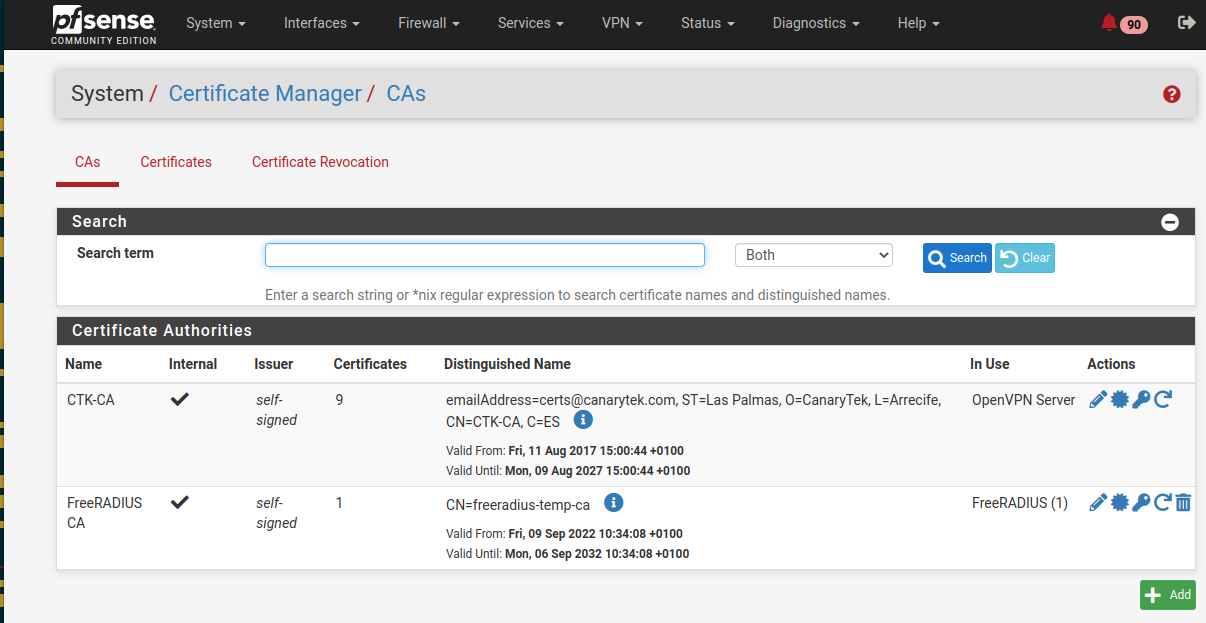 pfsense
COMMUNITY EDITION
System Interfaces Firewall Services VPN Status Diagnostics Help 90
System / Certificate Manager / CAs
CAs Certificates Certificate Revocation
Search
Search term Both Search Clear
Enter a search string or *nix regular expression to search certificate names and distinguished names.
Certificate Authorities
Name Internal Issuer Certificates Distinguished Name In Use Actions
CTK-CA self-signed 9 emailAddress=certs@canarytek.com, ST=Las Palmas, O=CanaryTek, L=Arrecife, OpenVPN Server
CN=CTK-CA, C=ES
Valid From: Fri, 11 Aug 2017 15:00:44 +0100
Valid Until: Mon, 09 Aug 2027 15:00:44 +0100
FreeRADIUS CA self-signed 1 CN=freeradius-temp-ca FreeRADIUS (1)
Valid From: Fri, 09 Sep 2022 10:34:08 +0100
Valid Until: Mon, 06 Sep 2032 10:34:08 +0100
Add